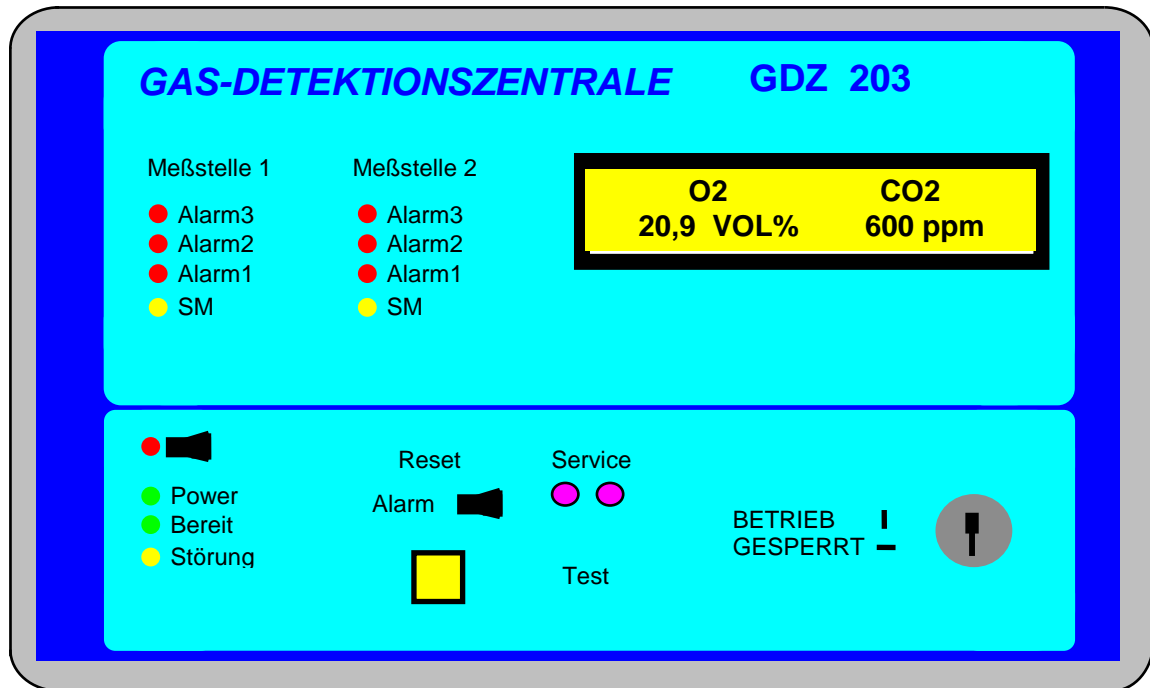 GAS-DETEKTIONSZENTRALE GDZ 203
Meßstelle 1
Alarm3
Alarm2
Alarm1
SM
Meßstelle 2
Alarm3
Alarm2
Alarm1
SM
O2 CO2
20,9 VOL% 600 ppm
Power
Bereit
Störung
Reset
Alarm
Service
Test
BETRIEB
GESPERRT